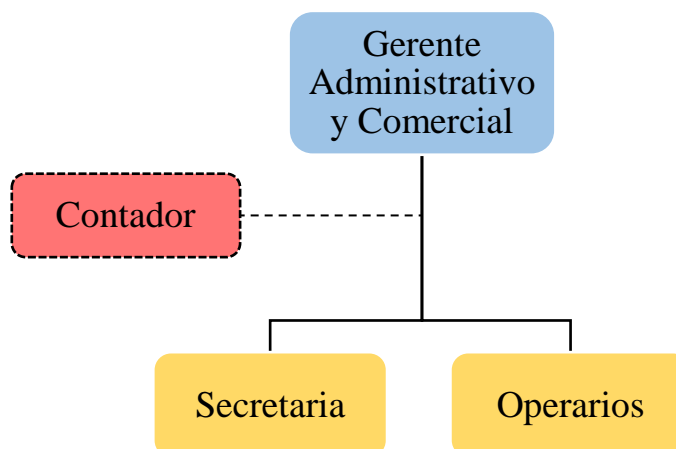 Gerente
Administrativo
y Comercial
Contador
Secretaria
Operarios